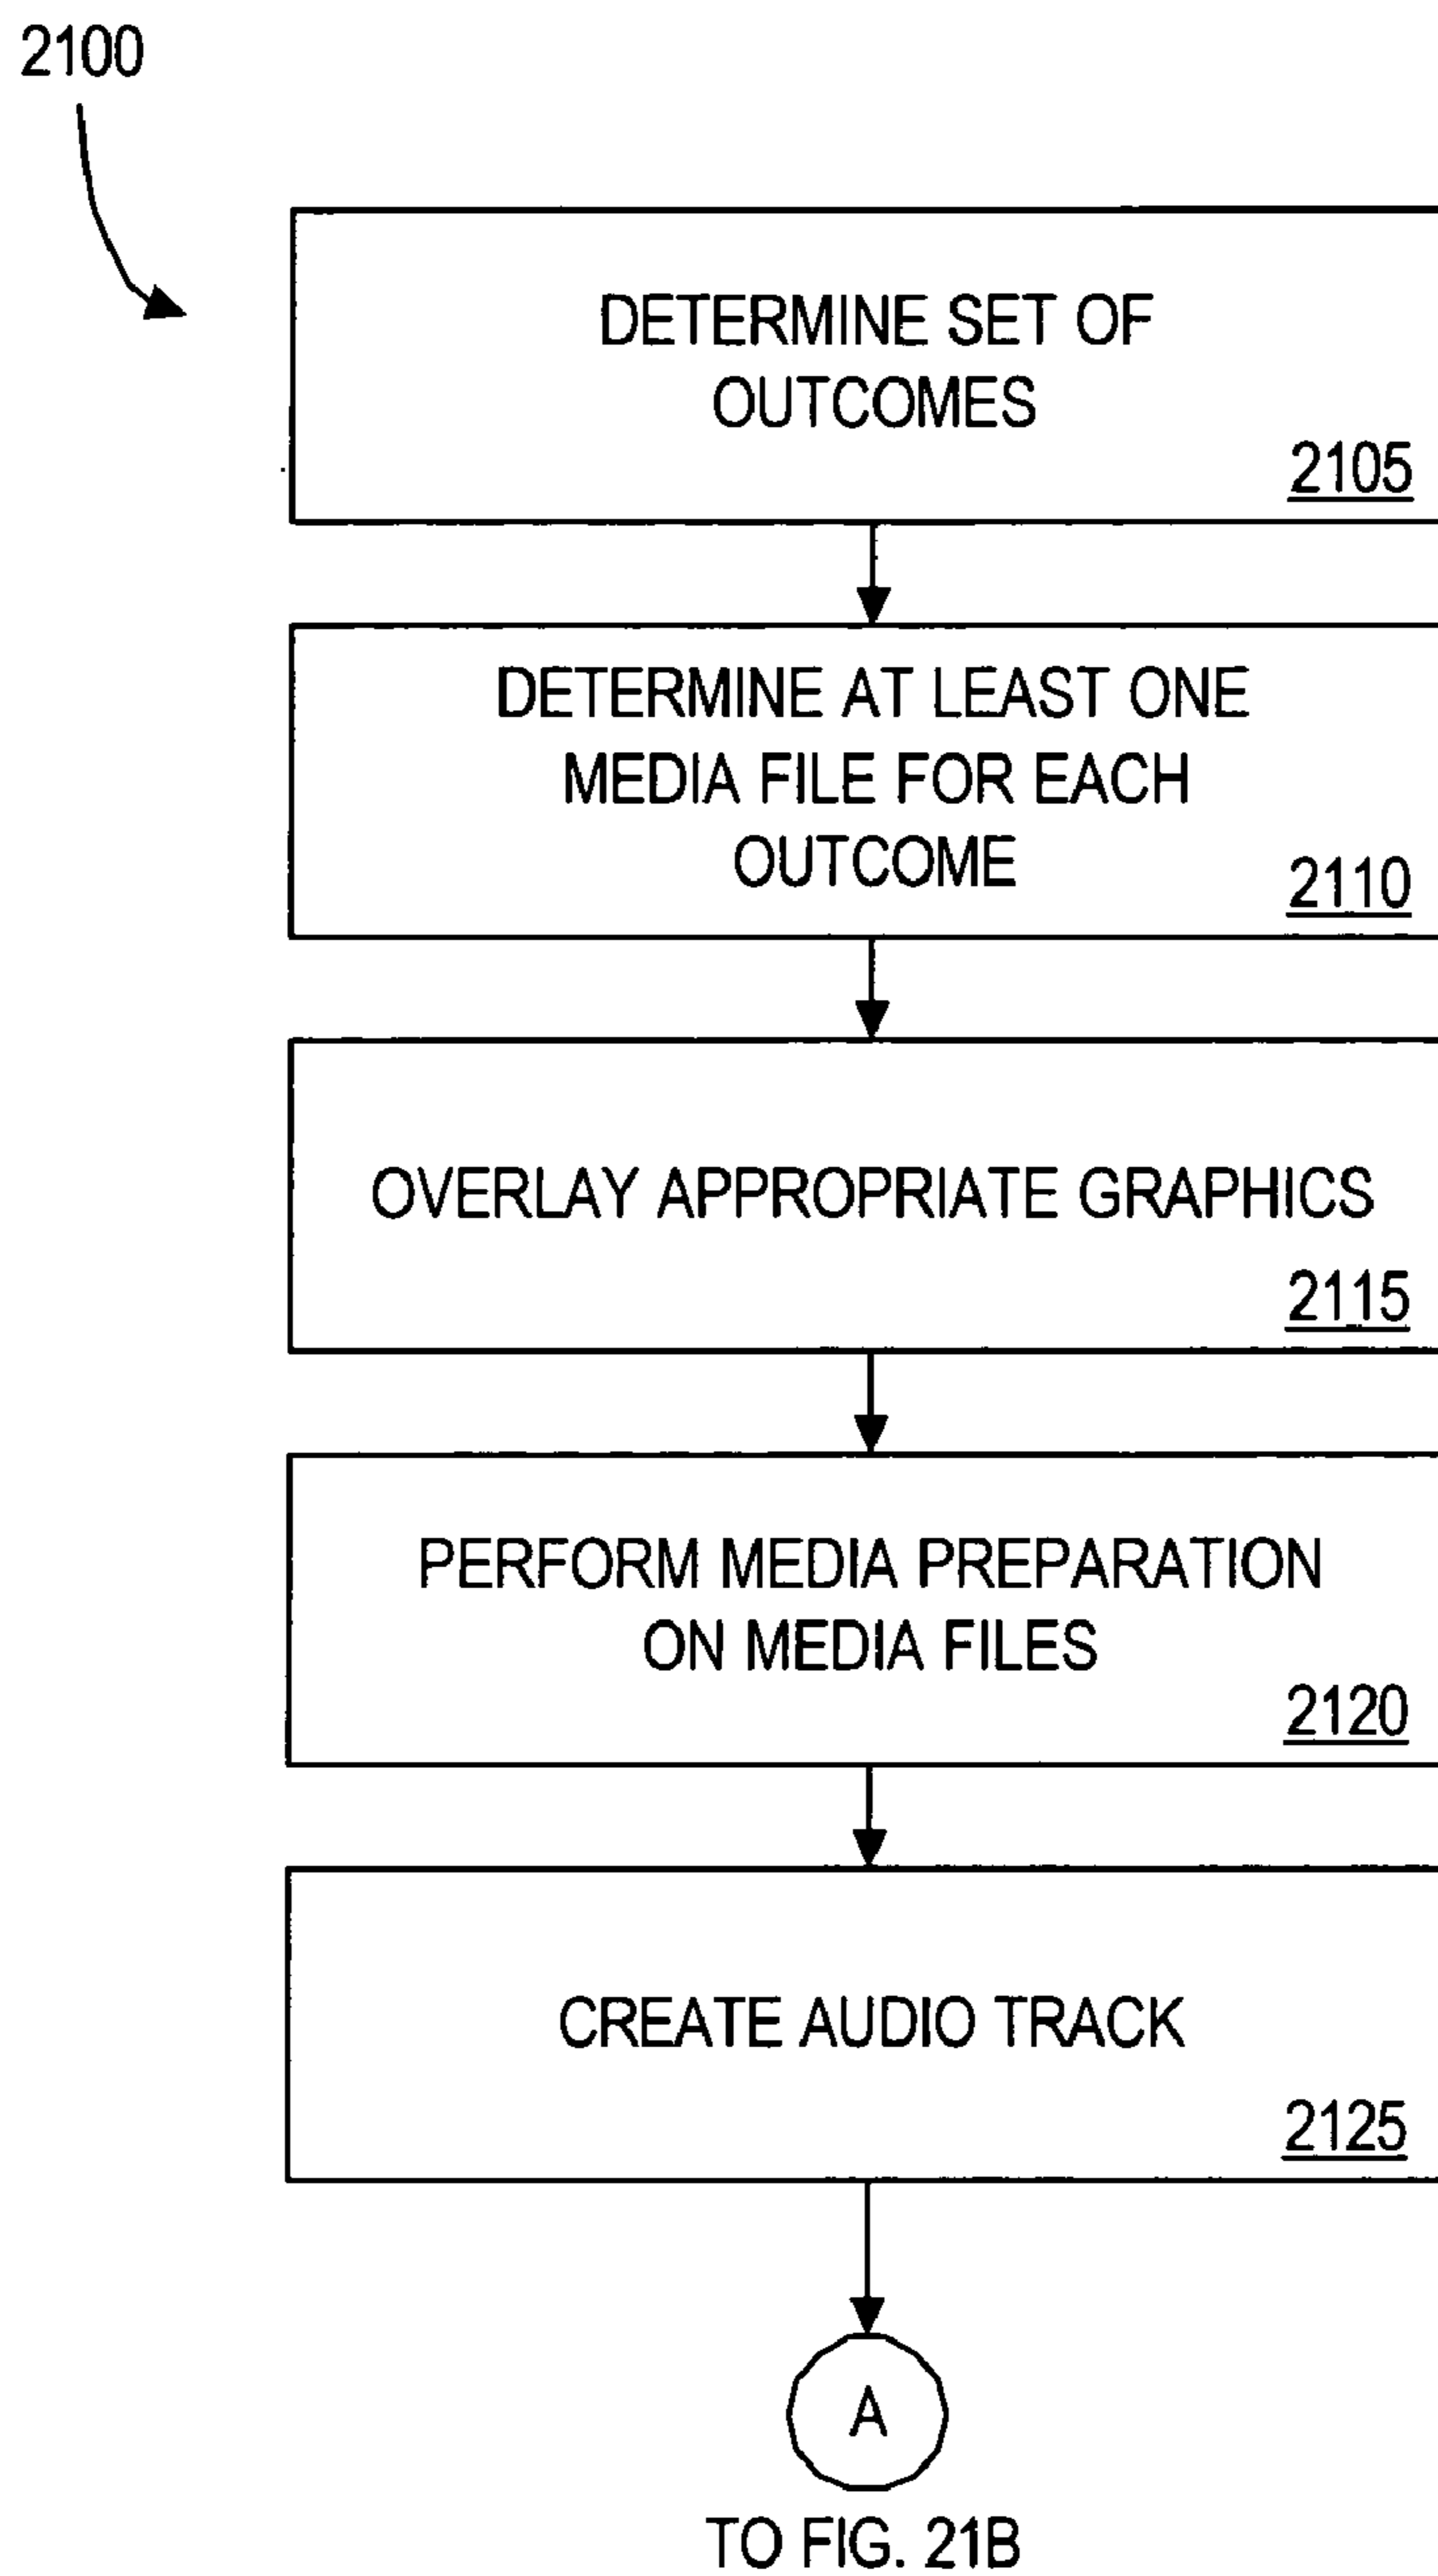 2100
DETERMINE SET OF
OUTCOMES
2105
DETERMINE AT LEAST ONE
MEDIA FILE FOR EACH
OUTCOME
2110
OVERLAY APPROPRIATE GRAPHICS
2115
PERFORM MEDIA PREPARATION
ON MEDIA FILES
2120
CREATE AUDIO TRACK
2125
A
TO FIG. 21B